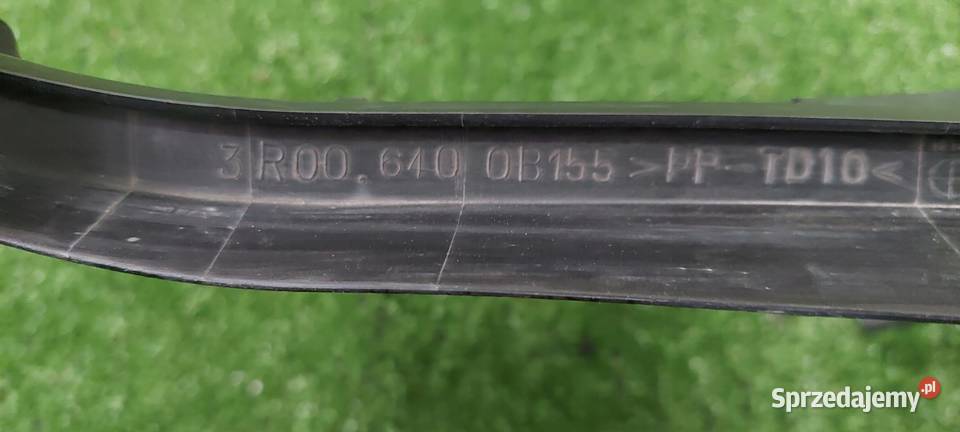 3 R00.640 0B155 >PP-TD10<
Sprzedajemy.pl